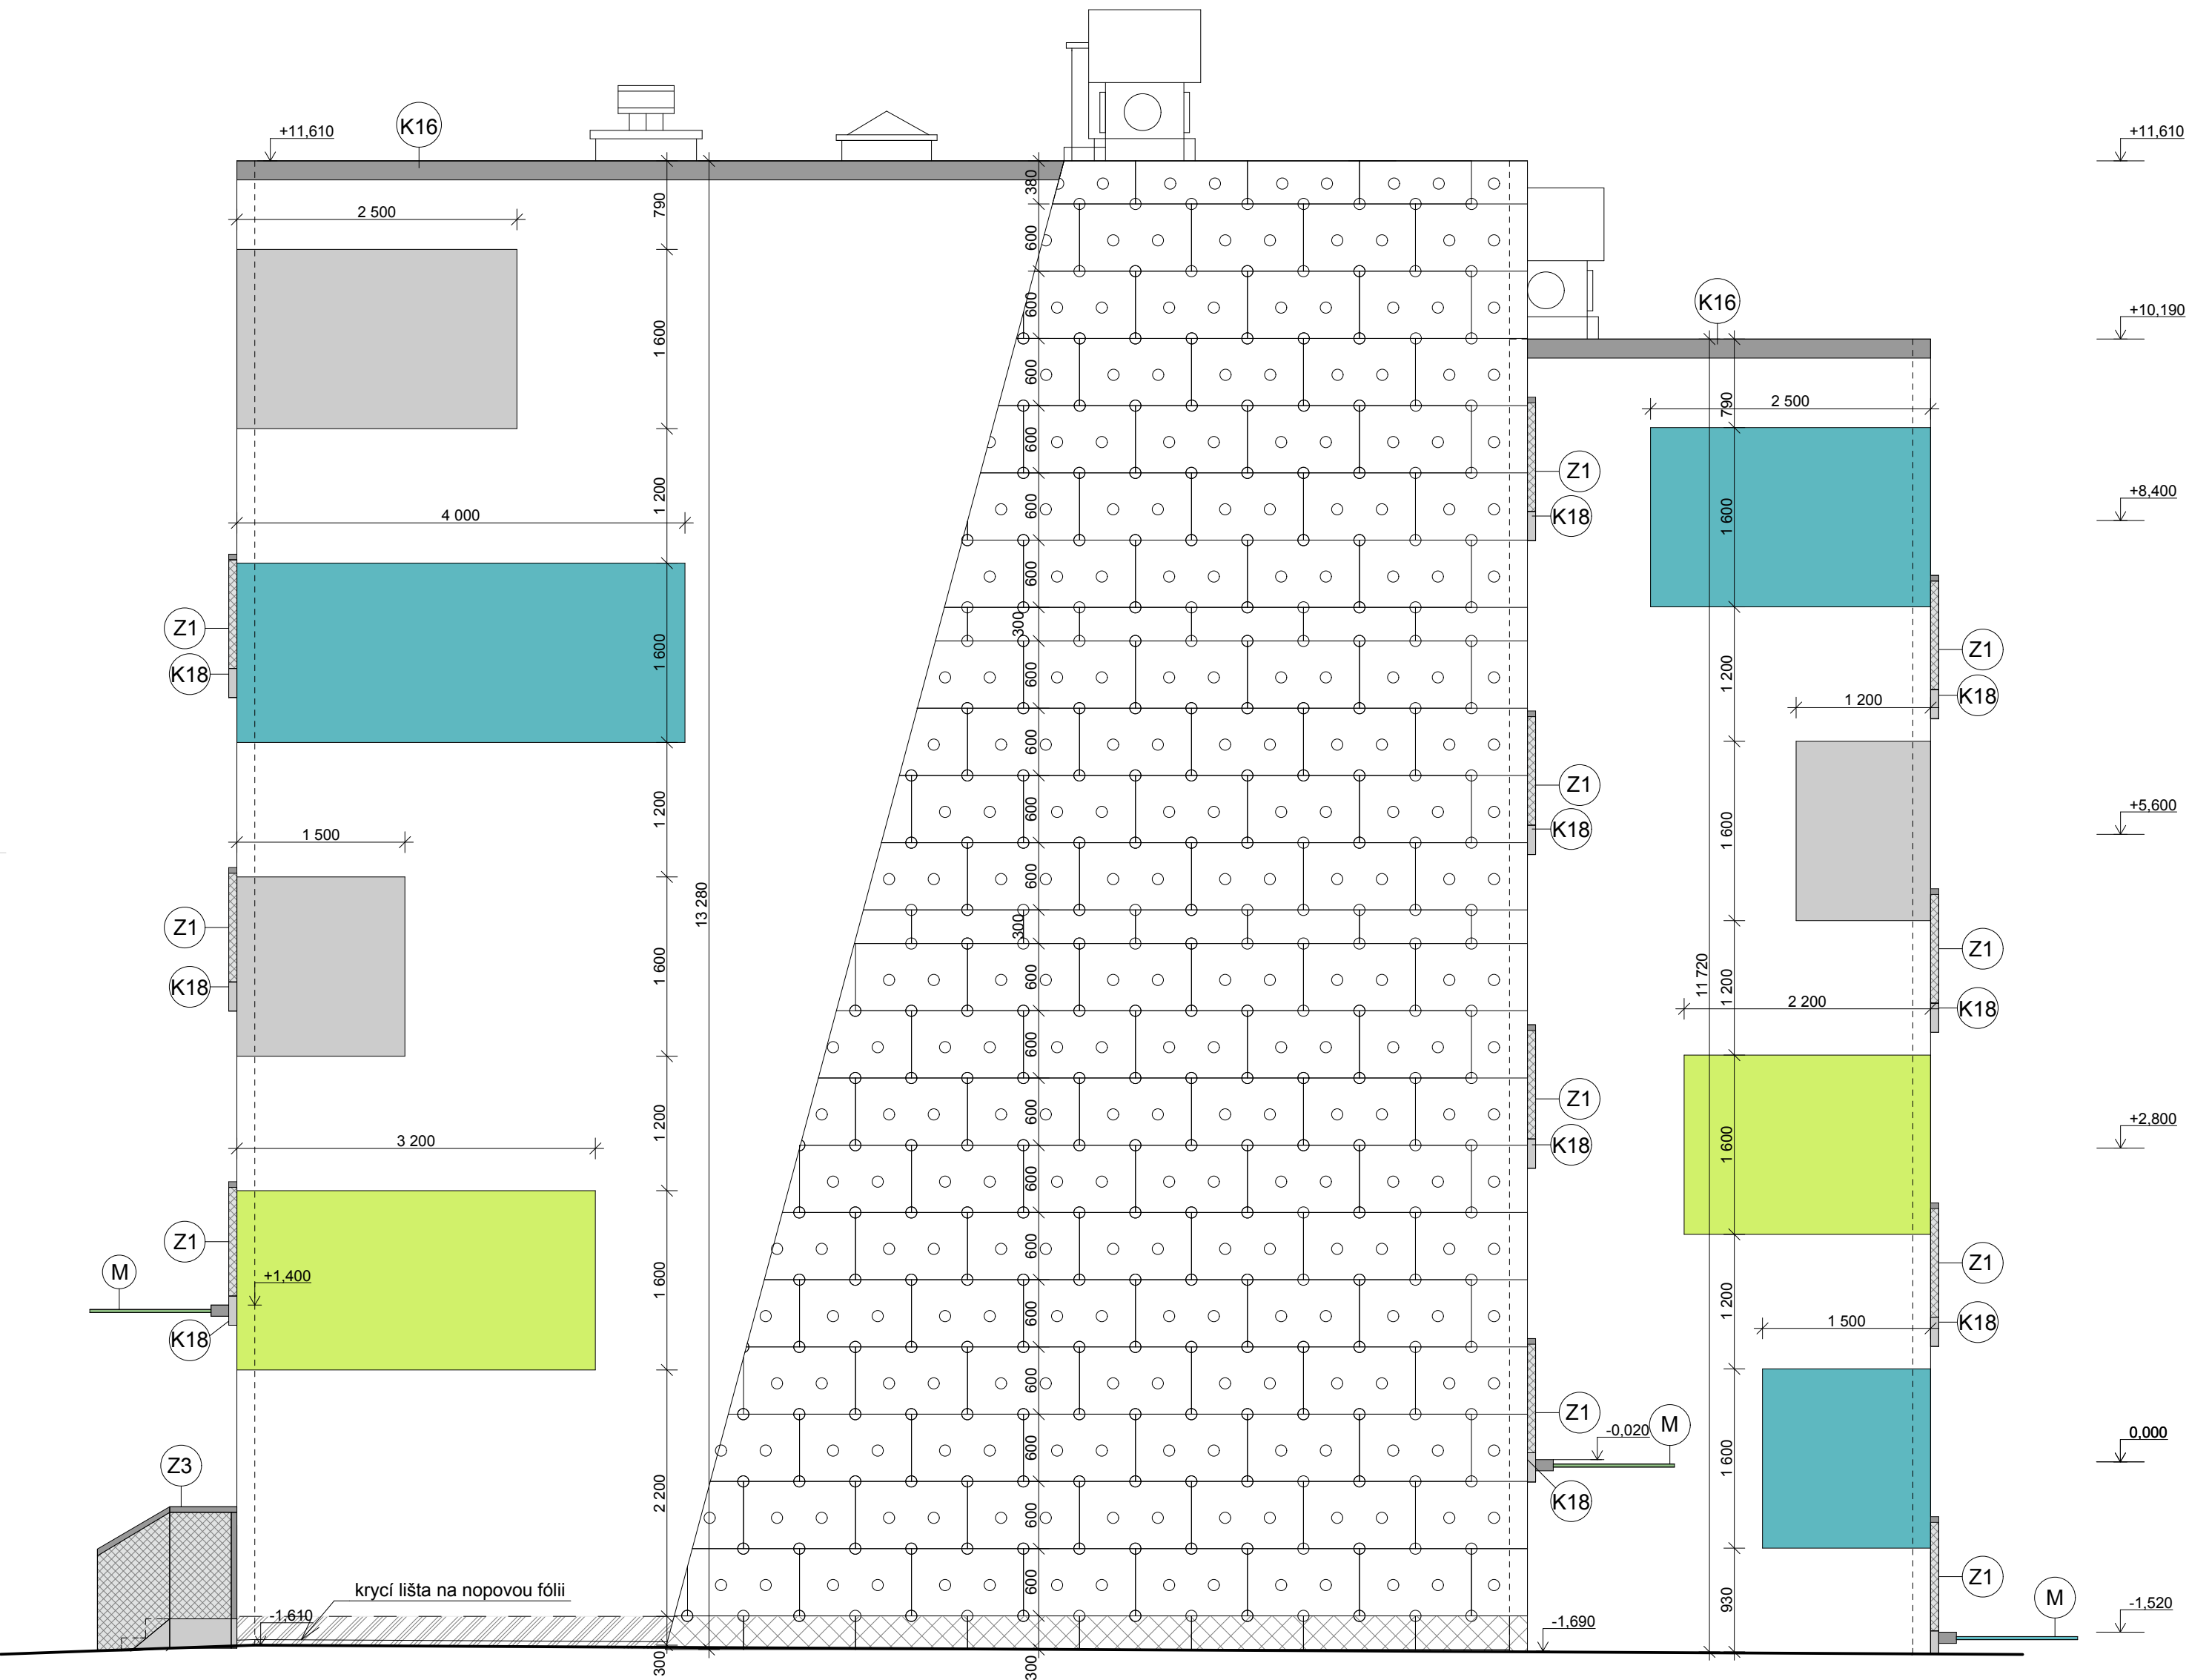 +11,610
K16
+11,610
380
790
2 500
600
+10,190
K16
600
1 600
600
790
2 500
600
Z1
+8,400
1 200
4 000
600
K18
1 600
600
300
Z1
K18
1 600
600
1 200
Z1
K18
1 200
600
Z1
1 200
600
K18
+5,600
1 500
1 600
600
13 280
300
Z1
K18
1 600
600
11 720
1 200
Z1
2 200
K18
600
1 200
600
Z1
K18
+2,800
3 200
1 600
600
Z1
M
+1,400
K18
1 600
600
600
1 200
Z1
K18
1 500
600
Z1
-0,020
M
0,000
600
Z3
2 200
K18
1 600
600
600
krycí lišta na nopovou fólii
-1,610
-1,690
930
Z1
M
-1,520
300
300